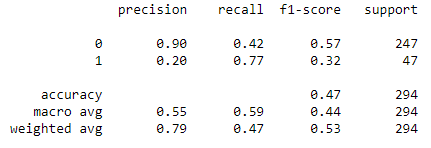 precision recall f1-score support
0 0.90 0.42 0.57 247
1 0.20 0.77 0.32 47
accuracy 0.47 294
macro avg 0.55 0.59 0.44 294
weighted avg 0.79 0.47 0.53 294